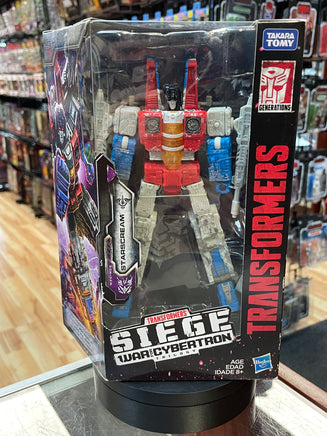 TAKARA
TOMY
GENERATIONS
TRANSFORMERS
STARSCREAM
TRANSFORMERS
SIEGE
WAR FOR CYBERTRON
TRILOGY
AGE
EDAD
IDADE 8+
Hasbro